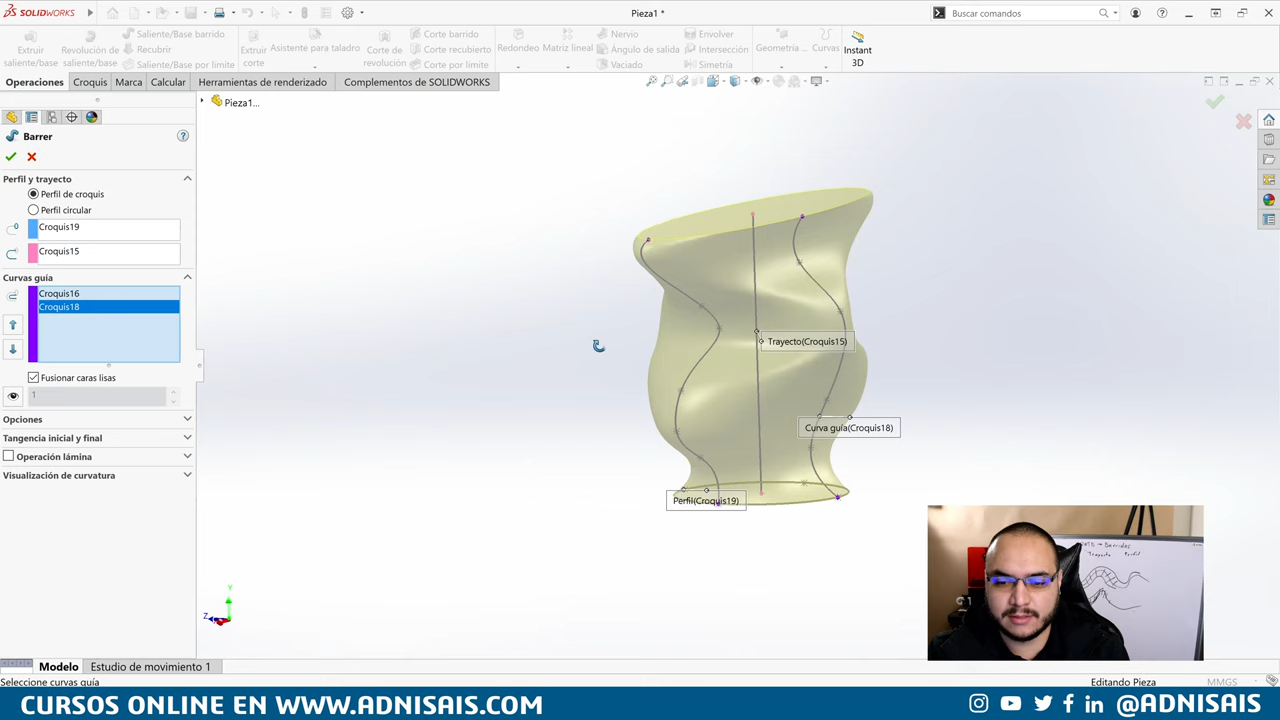 SOLIDWORKS
Pieza1 *
Buscar comandos
Extruir saliente/base
Revolución de saliente/base
Saliente/Base barrido
Recubrir
Saliente/Base por límite
Extruir corte
Asistente para taladro
Corte de revolución
Corte barrido
Corte recubierto
Corte por límite
Redondeo
Matriz lineal
Nervio
Ángulo de salida
Vaciado
Envolver
Intersección
Simetría
Geometría ...
Curvas
Instant 3D
Operaciones
Croquis
Marca
Calcular
Herramientas de renderizado
Complementos de SOLIDWORKS
Pieza1...
Barrer
Perfil y trayecto
Perfil de croquis
Perfil circular
Croquis19
Croquis15
Curvas guía
Croquis16
Croquis18
Fusionar caras lisas
1
Opciones
Tangencia inicial y final
Operación lámina
Visualización de curvatura
Trayecto(Croquis15)
Curva guía(Croquis18)
Perfil(Croquis19)
Y
Z
Barridos
Trayecto Perfil
Modelo
Estudio de movimiento 1
Seleccione curvas guía
Editando Pieza
MMGS
CURSOS ONLINE EN WWW.ADNISAIS.COM
@ADNISAIS